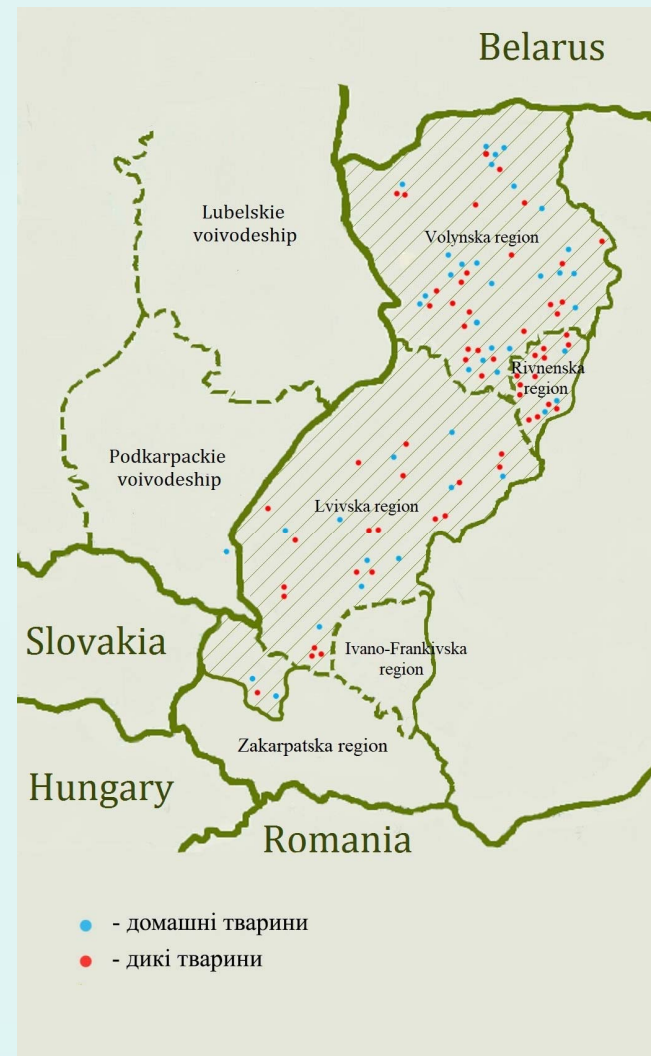 Belarus
Lubelskie
voivodeship
Volynska region
Rivnenska
region
Podkarpackie
voivodeship
Lvivska region
Slovakia
Ivano-Frankivska
region
Zakarpatska region
Hungary
Romania
- домашні тварини
- дикі тварини